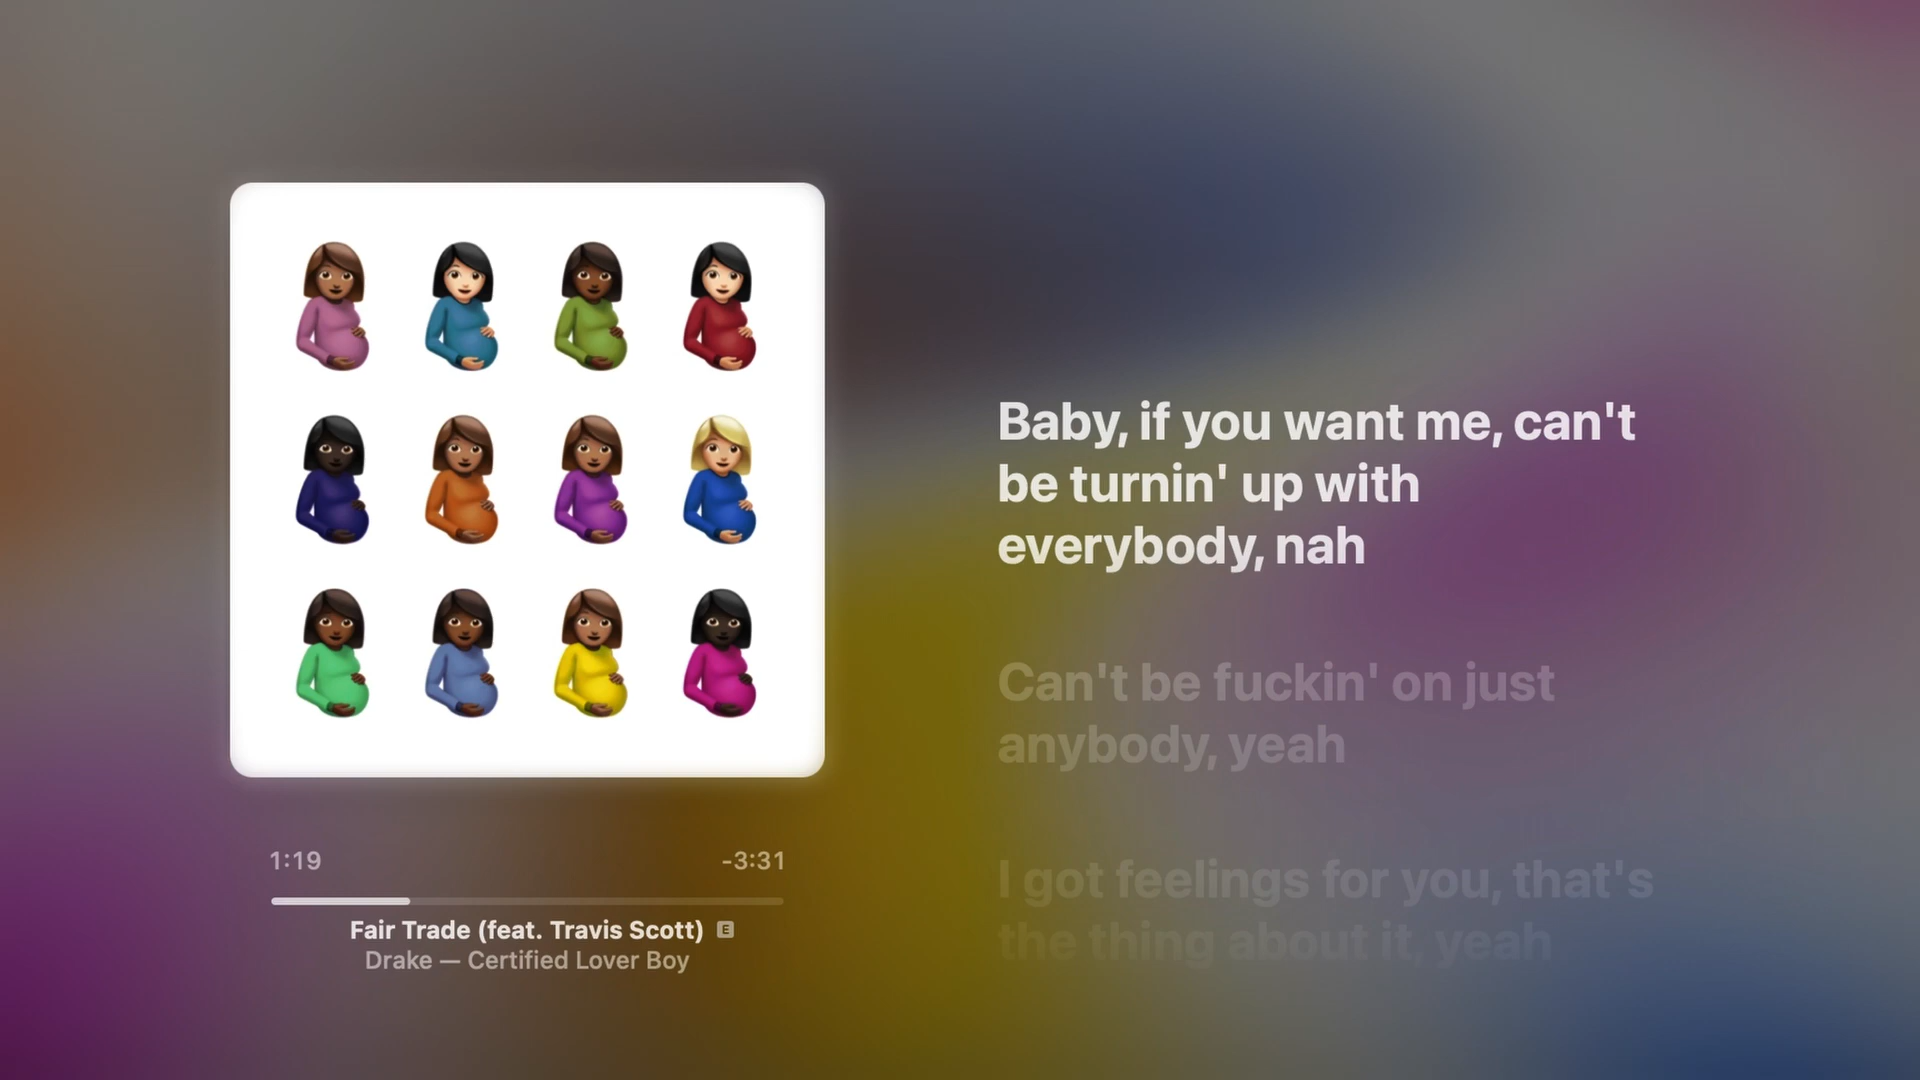 1:19
-3:31
Fair Trade (feat. Travis Scott) E
Drake — Certified Lover Boy
Baby, if you want me, can't
be turnin' up with
everybody, nah
Can't be fuckin' on just
anybody, yeah
I got feelings for you, that's
the thing about it, yeah